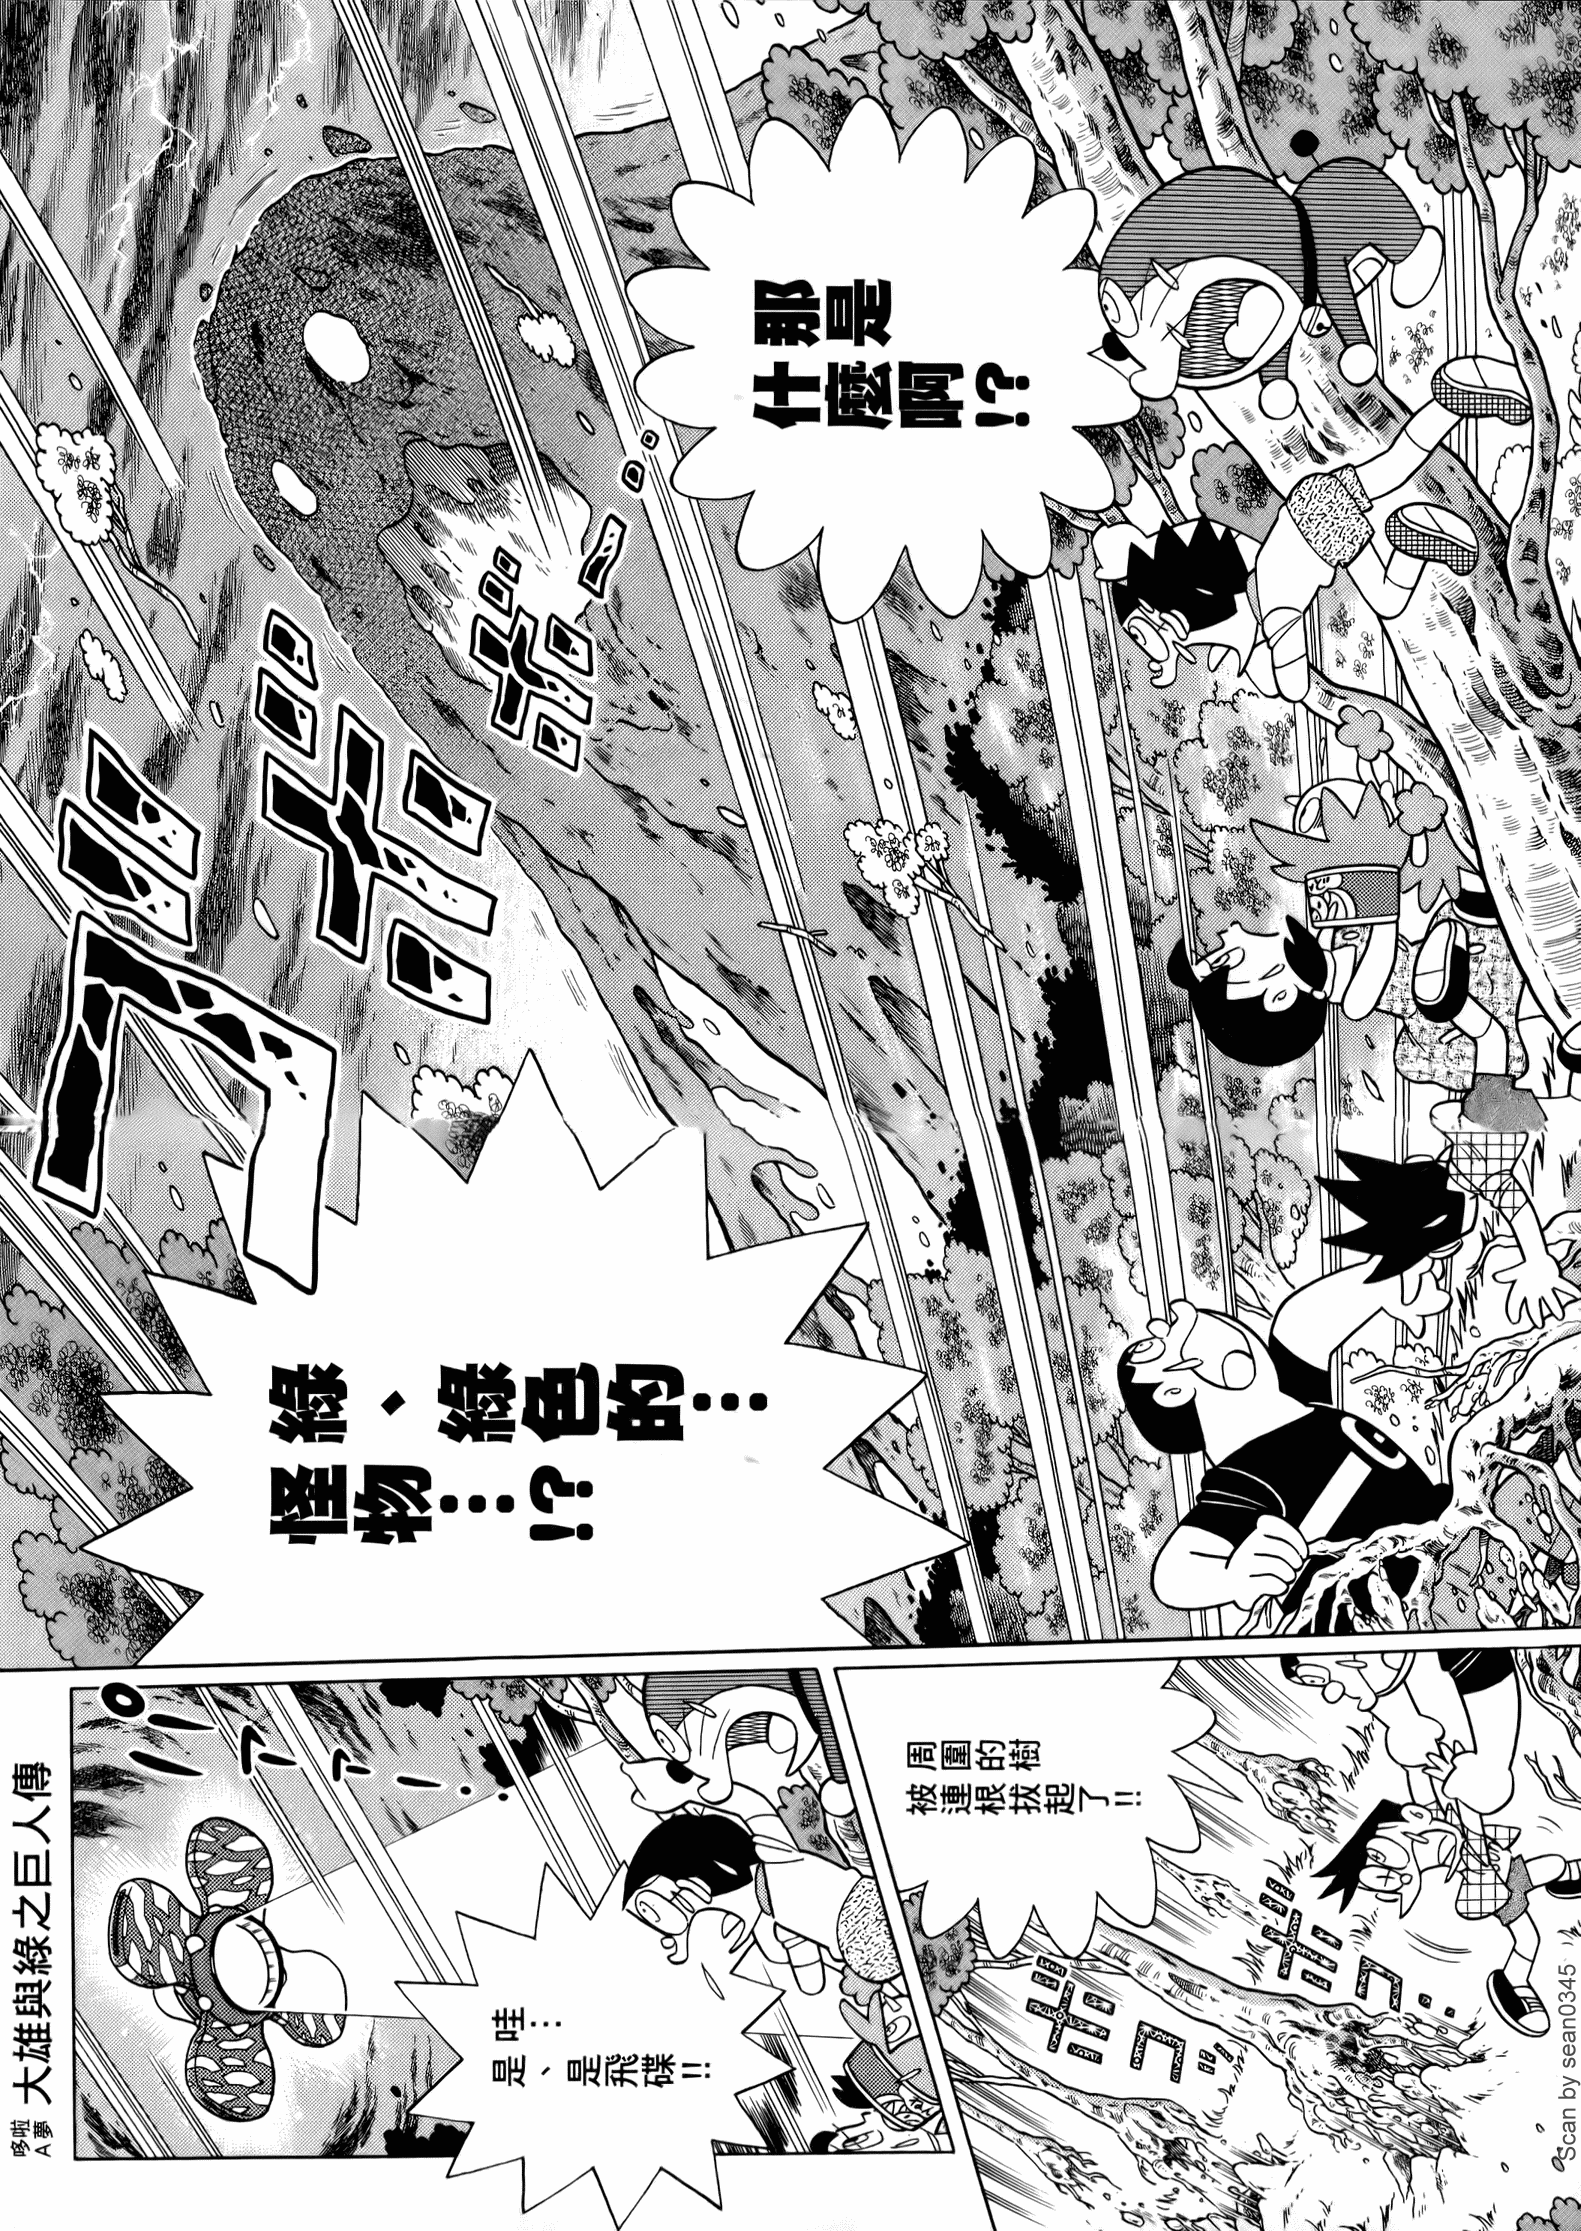 那是
什麼啊!?
綠、綠色的…
怪物…!?
哇…
是、是飛碟!!
周圍的樹
被連根拔起了!!
哆啦
A夢
大雄與綠之巨人傳
Scan by sean0345